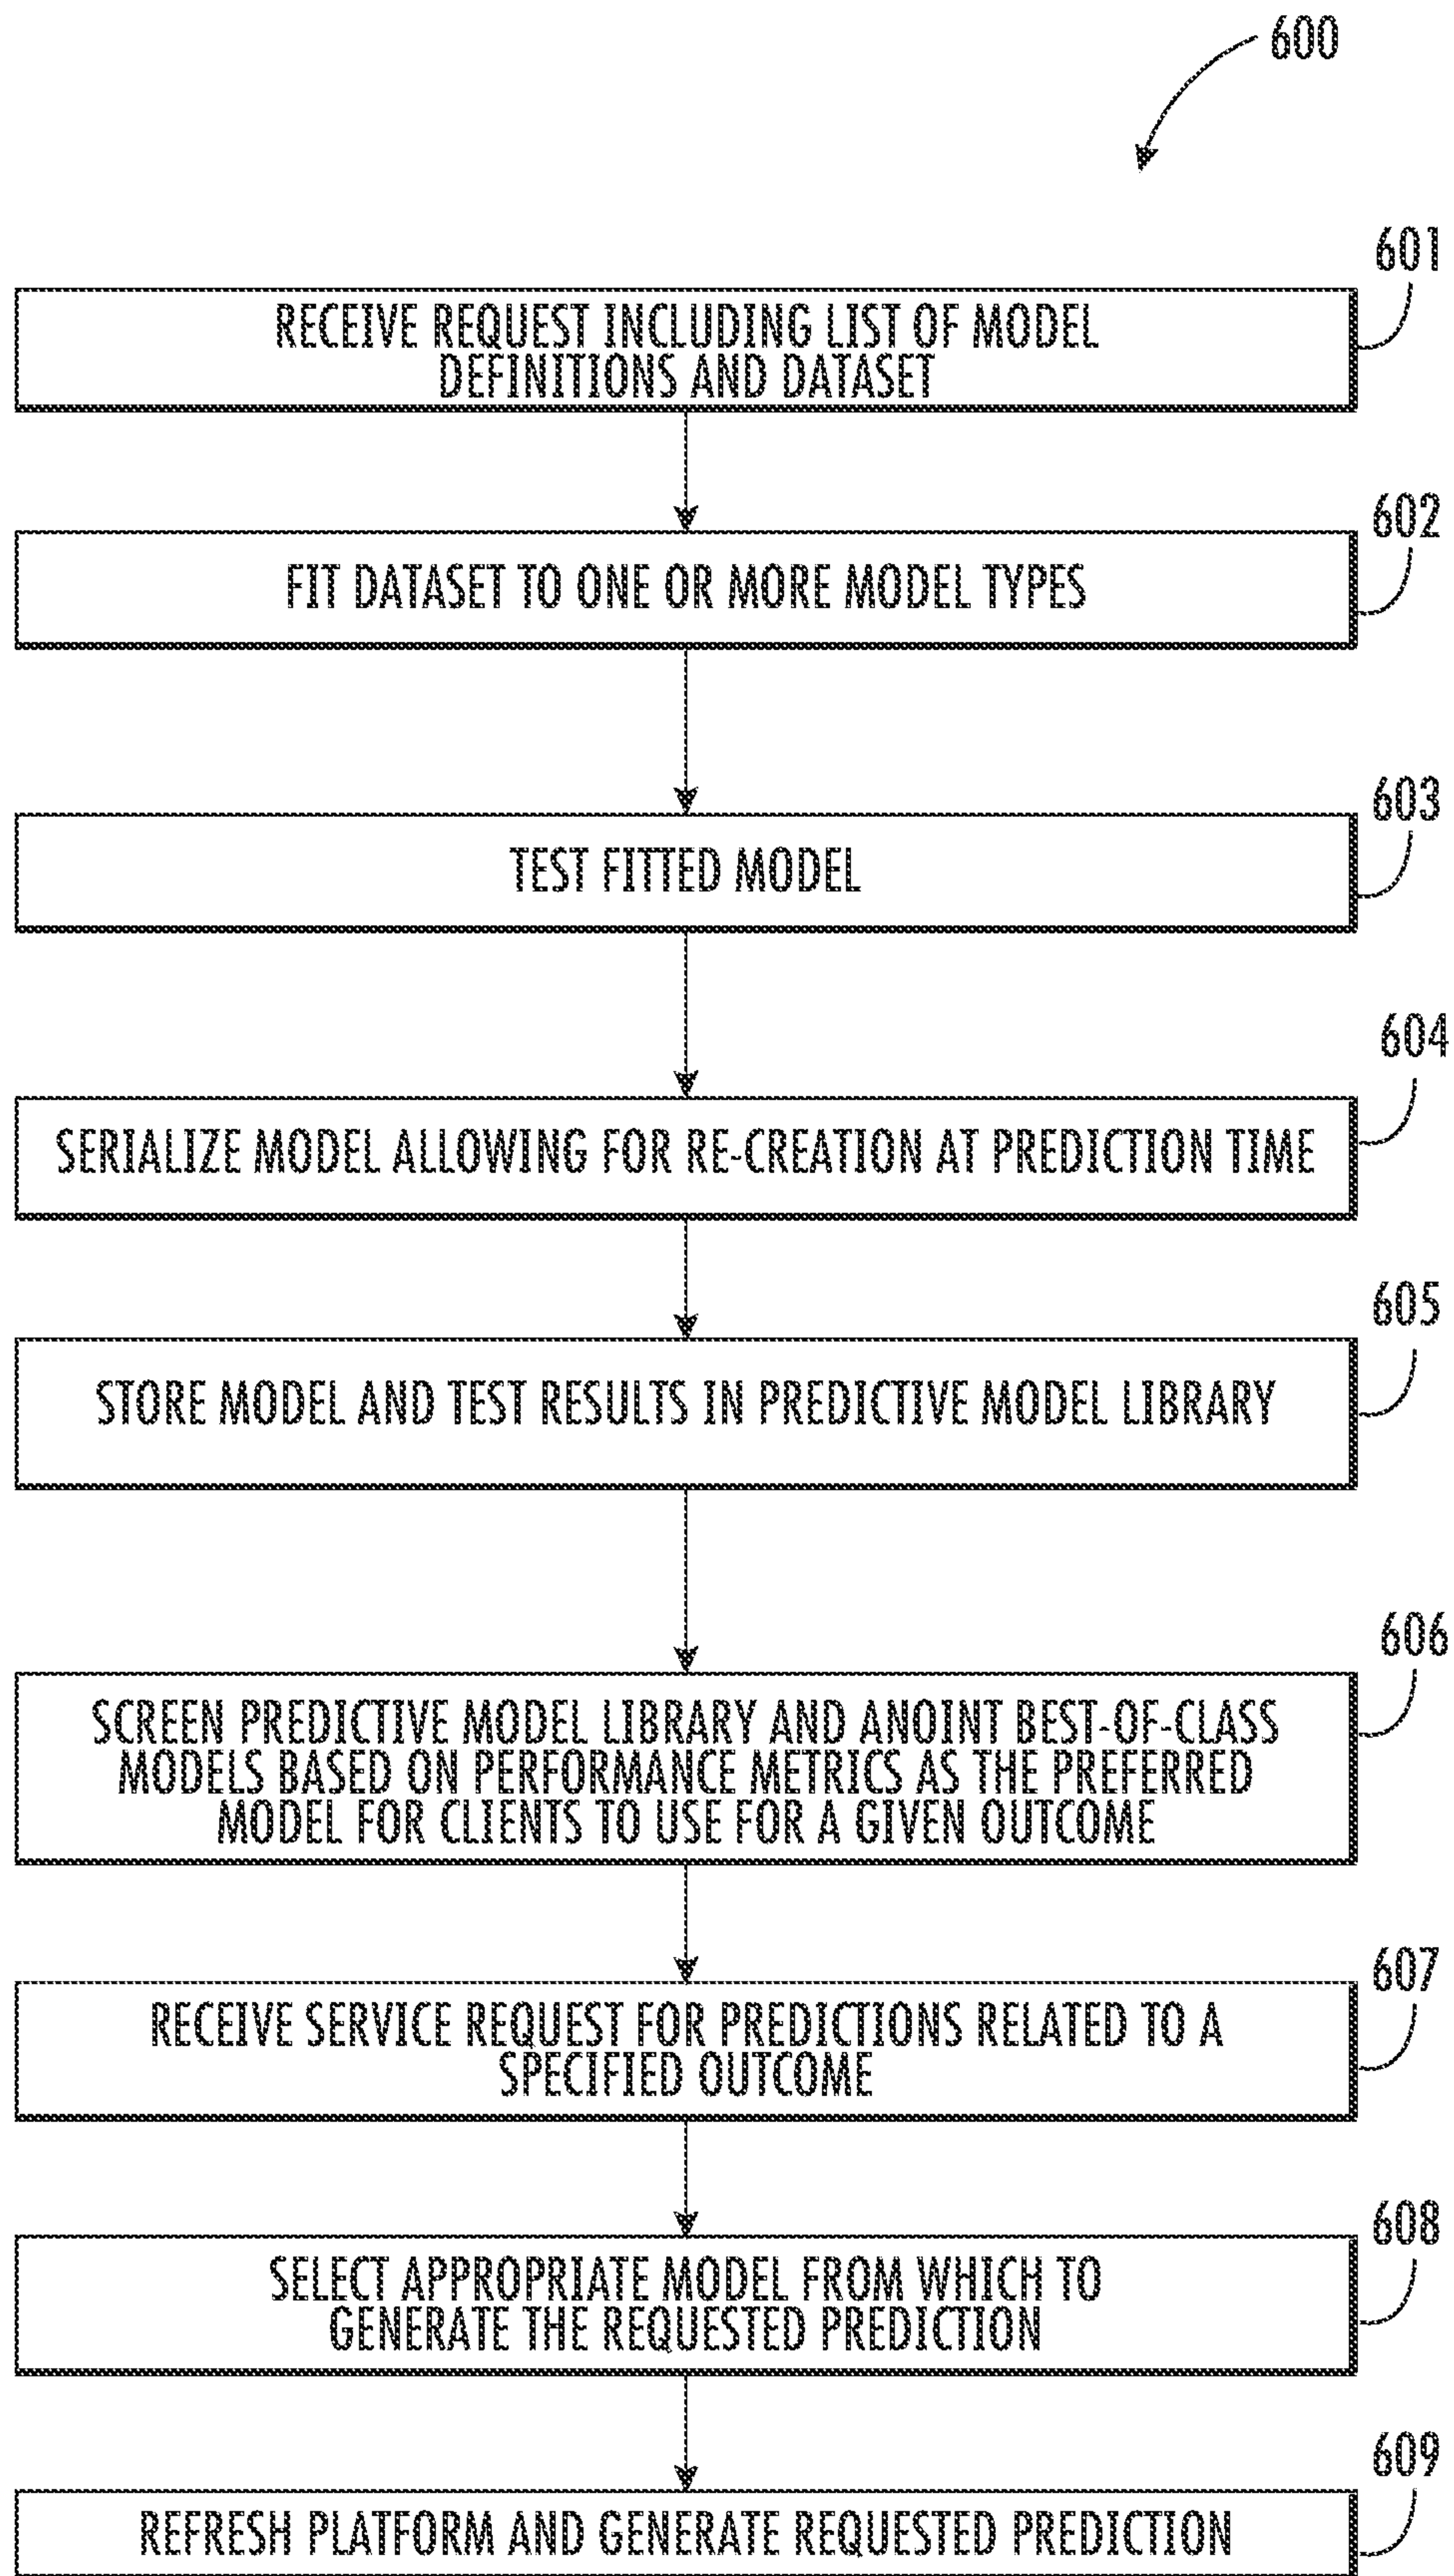 600
601
RECEIVE REQUEST INCLUDING LIST OF MODEL
DEFINITIONS AND DATASET
602
FIT DATASET TO ONE OR MORE MODEL TYPES
603
TEST FITTED MODEL
604
SERIALIZE MODEL ALLOWING FOR RE-CREATION AT PREDICTION TIME
605
STORE MODEL AND TEST RESULTS IN PREDICTIVE MODEL LIBRARY
606
SCREEN PREDICTIVE MODEL LIBRARY AND ANOINT BEST-OF-CLASS
MODELS BASED ON PERFORMANCE METRICS AS THE PREFERRED
MODEL FOR CLIENTS TO USE FOR A GIVEN OUTCOME
607
RECEIVE SERVICE REQUEST FOR PREDICTIONS RELATED TO A
SPECIFIED OUTCOME
608
SELECT APPROPRIATE MODEL FROM WHICH TO
GENERATE THE REQUESTED PREDICTION
609
REFRESH PLATFORM AND GENERATE REQUESTED PREDICTION